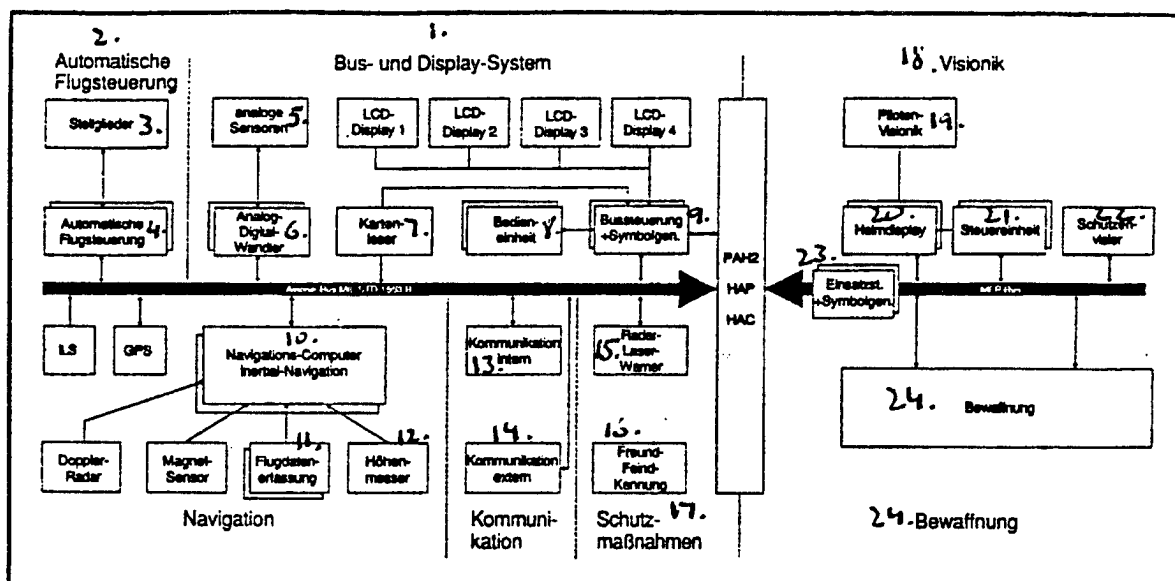 2.
1.
Automatische
Flugsteuerung
Bus- und Display-System
18. Visionik
Stellglieder 3.
analoge
Sensoren 5.
LCD-
Display 1
LCD-
Display 2
LCD-
Display 3
LCD-
Display 4
Piloten-
Visionik 19.
Automatische
Flugsteuerung 4.
Analog-
Digital-
Wandler 6.
Karten-
leser 7.
Bedien-
einheit 8.
Bussteuerung
+Symbolgen. 9.
20.
Helmdisplay
21.
Steuereinheit
22.
Schützen-
visier
PAH2
HAP
HAC
23.
Einsatzst.
+Symbolgen.
GPS
10.
Navigations-Computer
Inertial-Navigation
Kommunikation
intern
13.
15. Radar-
Laser-
Warner
24. Bewaffnung
Doppler-
Radar
Magnet-
Sensor
11.
Flugdaten-
erfassung
12.
Höhen-
messer
14.
Kommunikation
extern
Freund-
Feind-
Kennung
Navigation
Kommuni-
kation
Schutz- 17.
maßnahmen
24. Bewaffnung